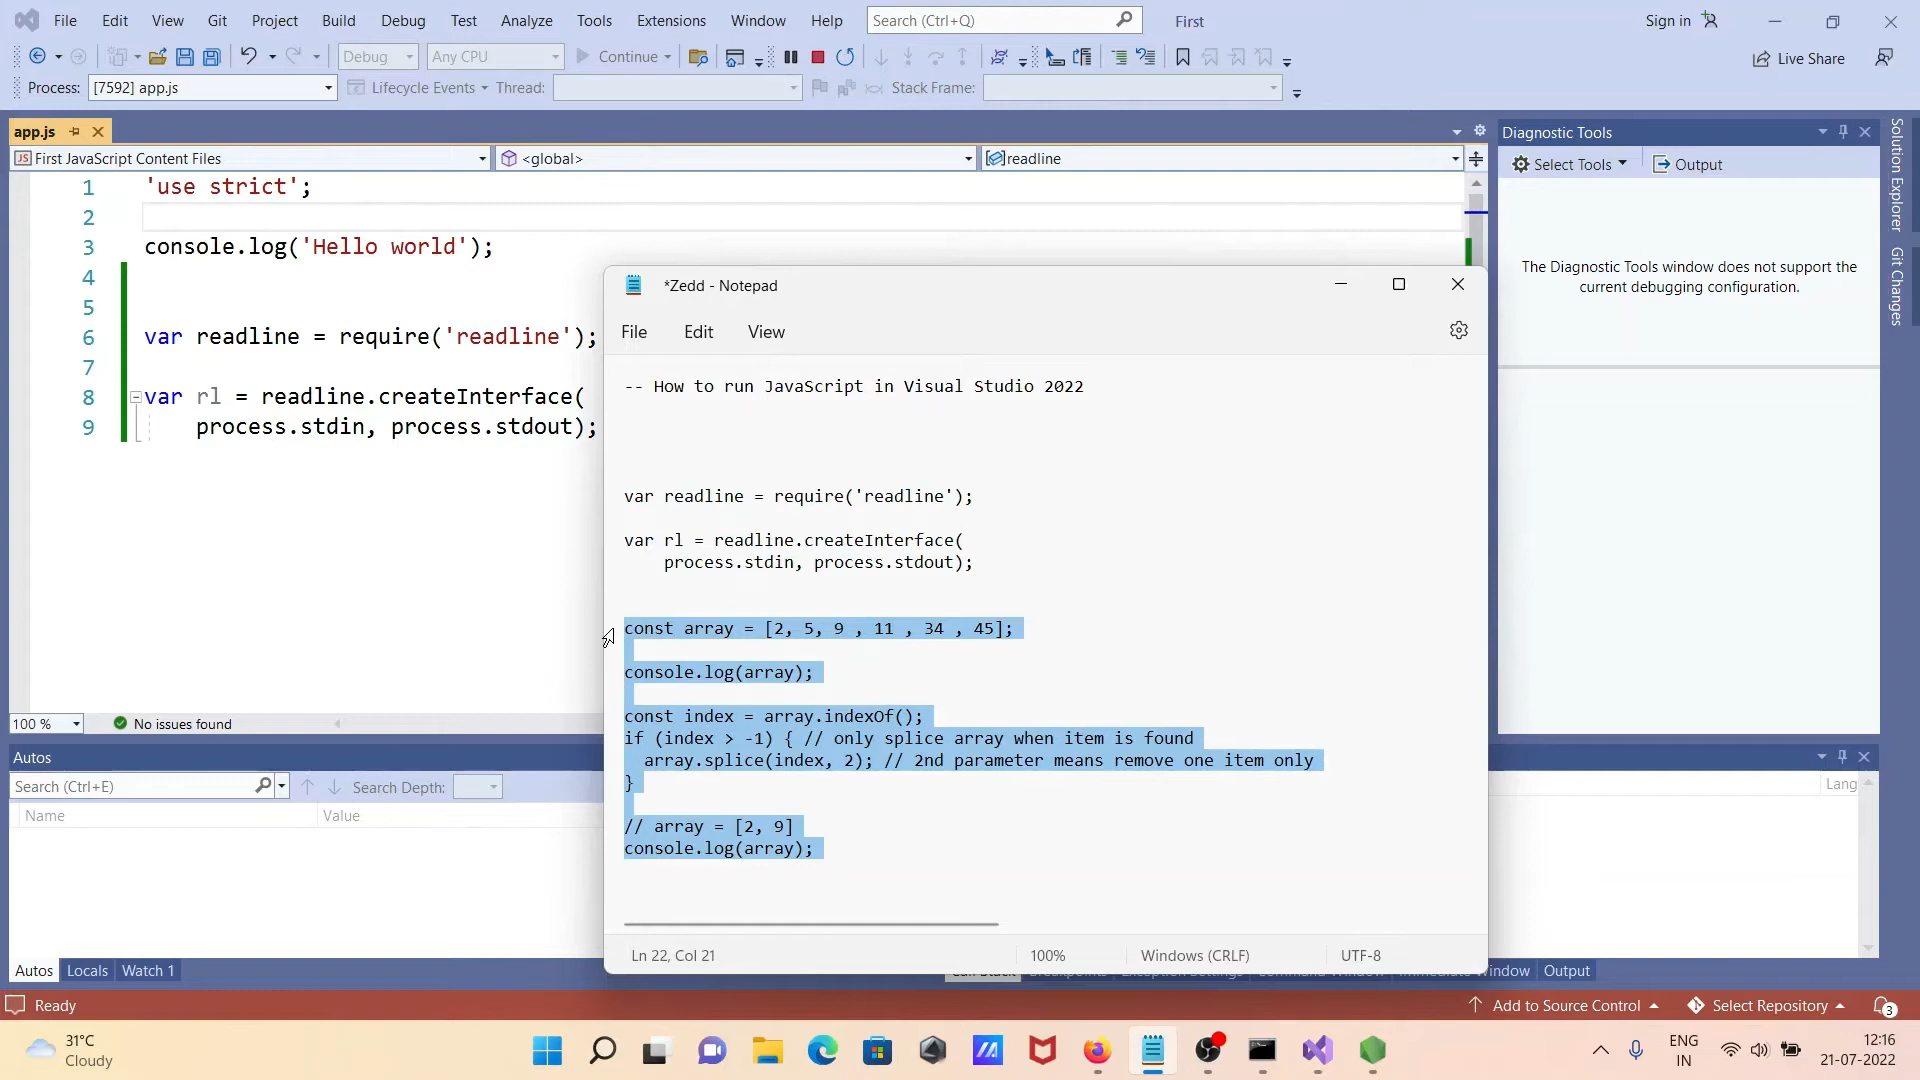 File Edit View Git Project Build Debug Test Analyze Tools Extensions Window Help Search (Ctrl+Q) First Sign in
Debug Any CPU Continue Live Share
Process: [7592] app.js Lifecycle Events Thread: Stack Frame:
app.js
First JavaScript Content Files <global> readline
1 'use strict';
2
3 console.log('Hello world');
4
5
6 var readline = require('readline');
7
8 var rl = readline.createInterface(
9 process.stdin, process.stdout);
100 % No issues found
Diagnostic Tools
Select Tools Output
The Diagnostic Tools window does not support the
current debugging configuration.
Solution Explorer
Git Changes
*Zedd - Notepad
File Edit View
-- How to run JavaScript in Visual Studio 2022
var readline = require('readline');
var rl = readline.createInterface(
process.stdin, process.stdout);
const array = [2, 5, 9 , 11 , 34 , 45];
console.log(array);
const index = array.indexOf();
if (index > -1) { // only splice array when item is found
array.splice(index, 2); // 2nd parameter means remove one item only
}
// array = [2, 9]
console.log(array);
Ln 22, Col 21 100% Windows (CRLF) UTF-8
Autos
Search (Ctrl+E) Search Depth:
Name Value
Lang
Autos Locals Watch 1
Output
Ready Add to Source Control Select Repository 3
31°C
Cloudy
ENG
IN
12:16
21-07-2022